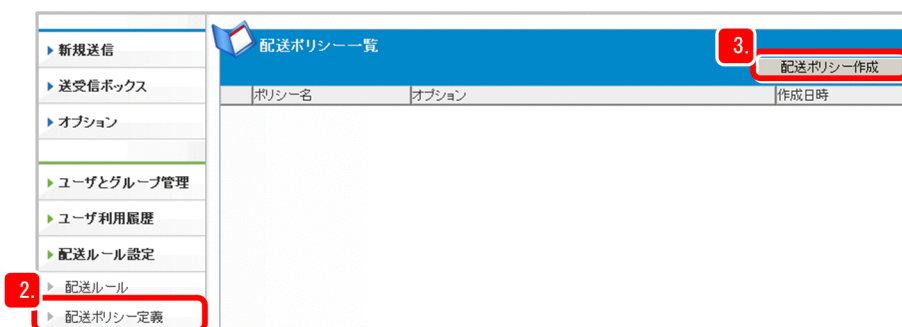 新規送信
送受信ボックス
オプション
ユーザとグループ管理
ユーザ利用履歴
配送ルール設定
2.
配送ルール
配送ポリシー定義
配送ポリシー一覧
3.
配送ポリシー作成
ポリシー名 オプション 作成日時